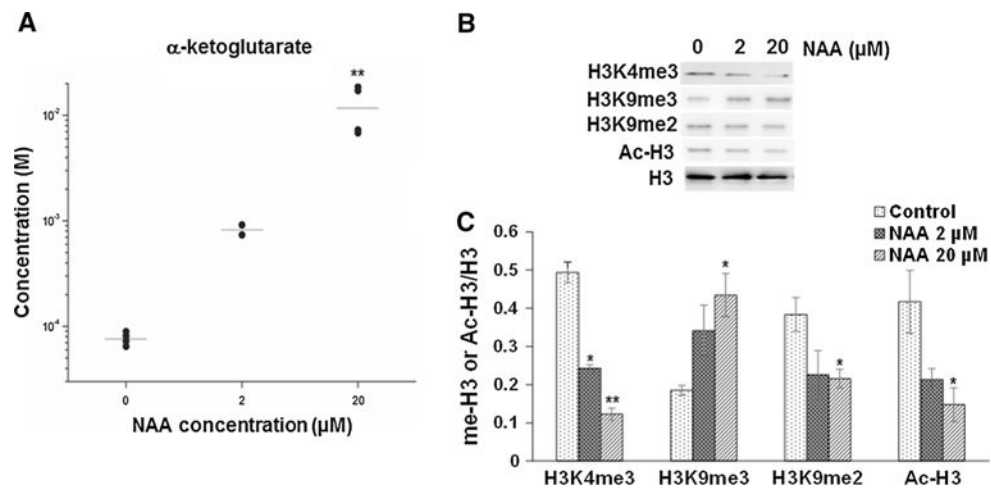 A
α-ketoglutarate
**
10⁻²
10⁻³
10⁻⁴
Concentration (M)
0 2 20
NAA concentration (µM)
B
0 2 20 NAA (µM)
H3K4me3
H3K9me3
H3K9me2
Ac-H3
H3
C
Control
NAA 2 µM
NAA 20 µM
me-H3 or Ac-H3/H3
0.6
0.5
0.4
0.3
0.2
0.1
0
* ** * * *
H3K4me3 H3K9me3 H3K9me2 Ac-H3